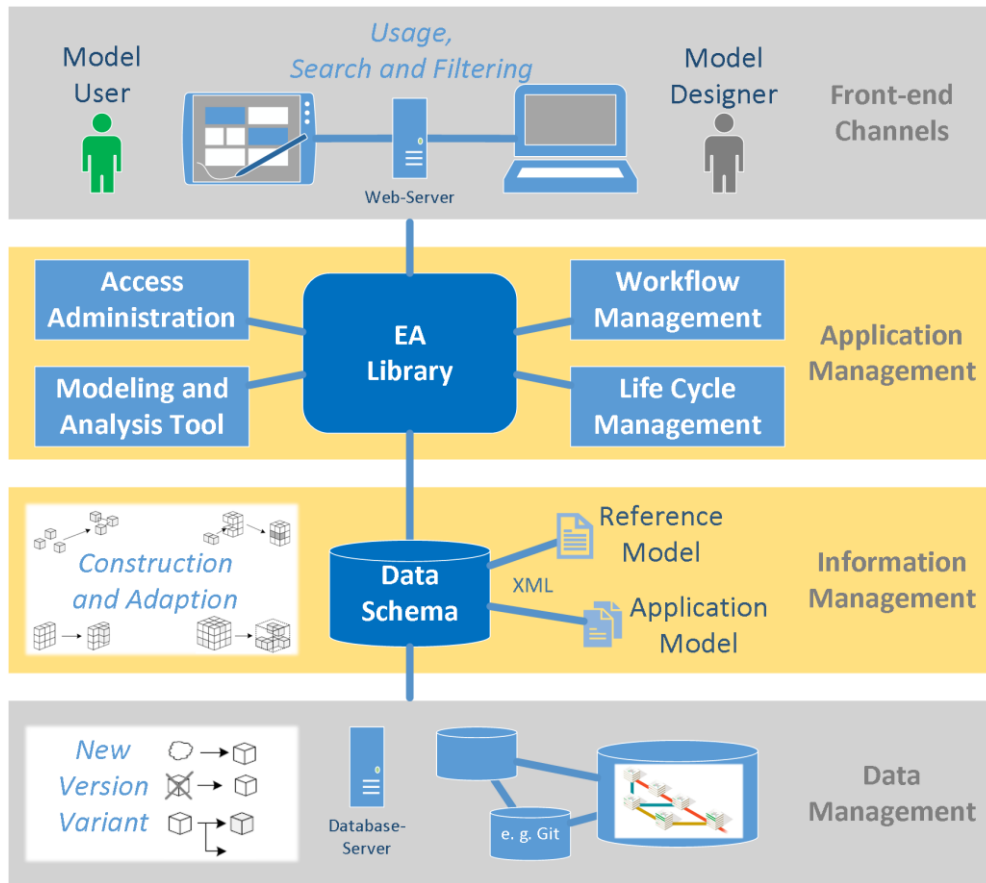 Usage,
Search and Filtering
Model
User
Model
Designer
Front-end
Channels
Web-Server
Access
Administration
EA
Library
Workflow
Management
Application
Management
Modeling and
Analysis Tool
Life Cycle
Management
Construction
and Adaption
Data
Schema
XML
Reference
Model
Application
Model
Information
Management
New
Version
Variant
Database-
Server
e. g. Git
Data
Management